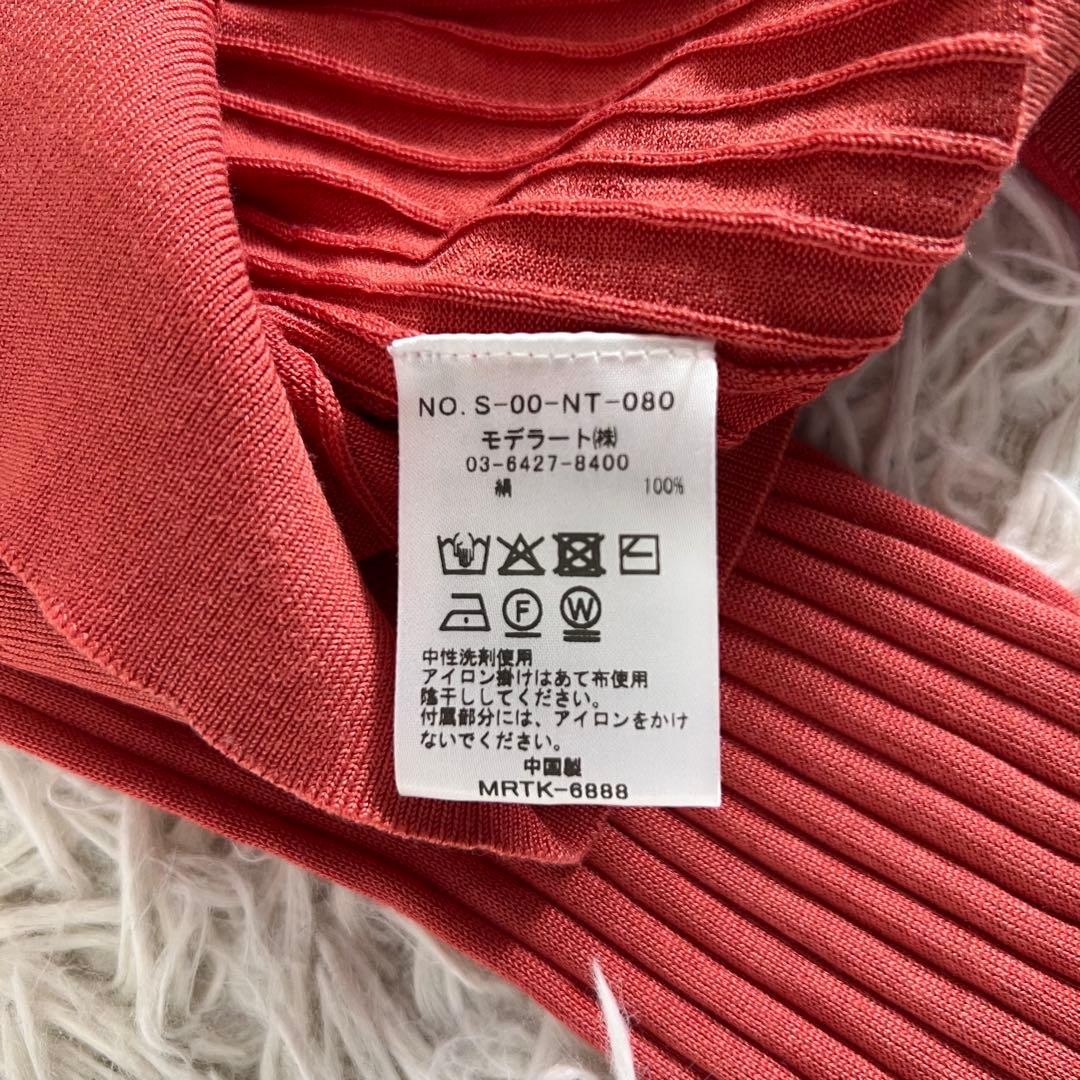 NO. S-00-NT-080
モデラート㈱
03-6427-8400
絹 100%
F W
中性洗剤使用
アイロン掛けはあて布使用
陰干ししてください。
付属部分には、アイロンをかけ
ないでください。
中国製
MRTK-6888